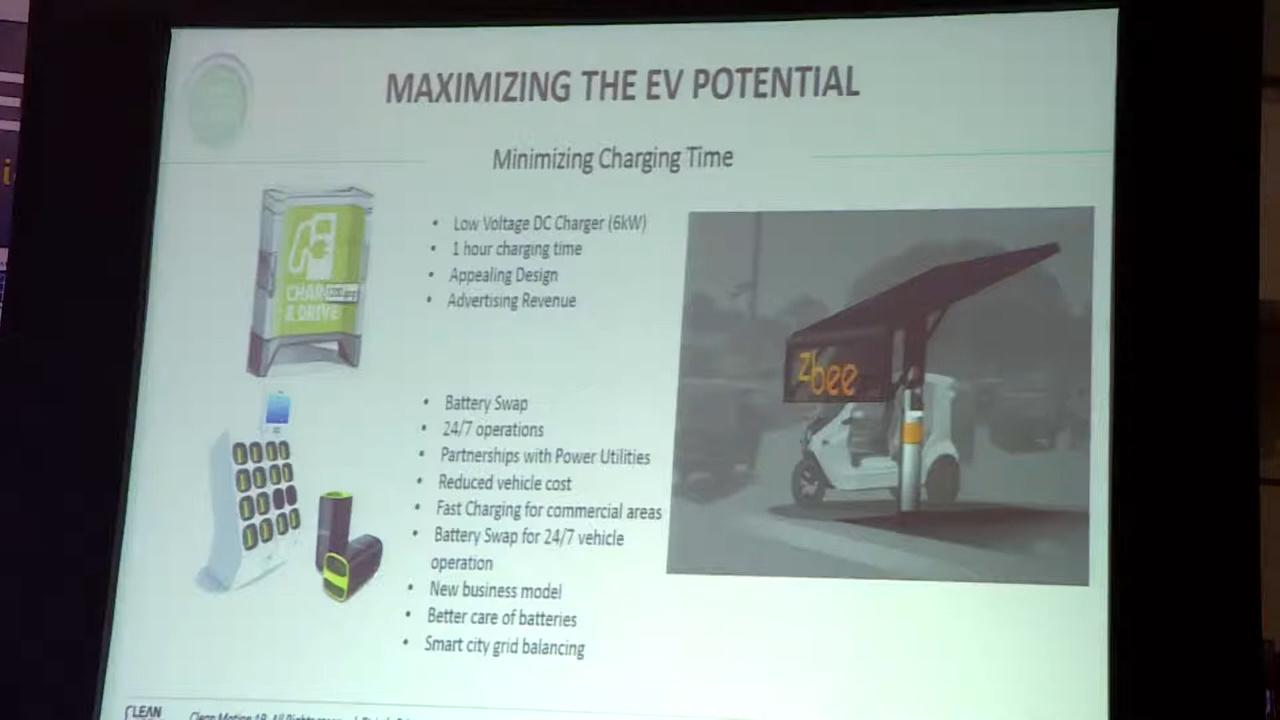 MAXIMIZING THE EV POTENTIAL
Minimizing Charging Time
CHAR
& DRIVE
• Low Voltage DC Charger (6kW)
• 1 hour charging time
• Appealing Design
• Advertising Revenue
zbee
• Battery Swap
• 24/7 operations
• Partnerships with Power Utilities
• Reduced vehicle cost
• Fast Charging for commercial areas
• Battery Swap for 24/7 vehicle
operation
• New business model
• Better care of batteries
• Smart city grid balancing
CLEAN
Clean Motion AB. All Rights